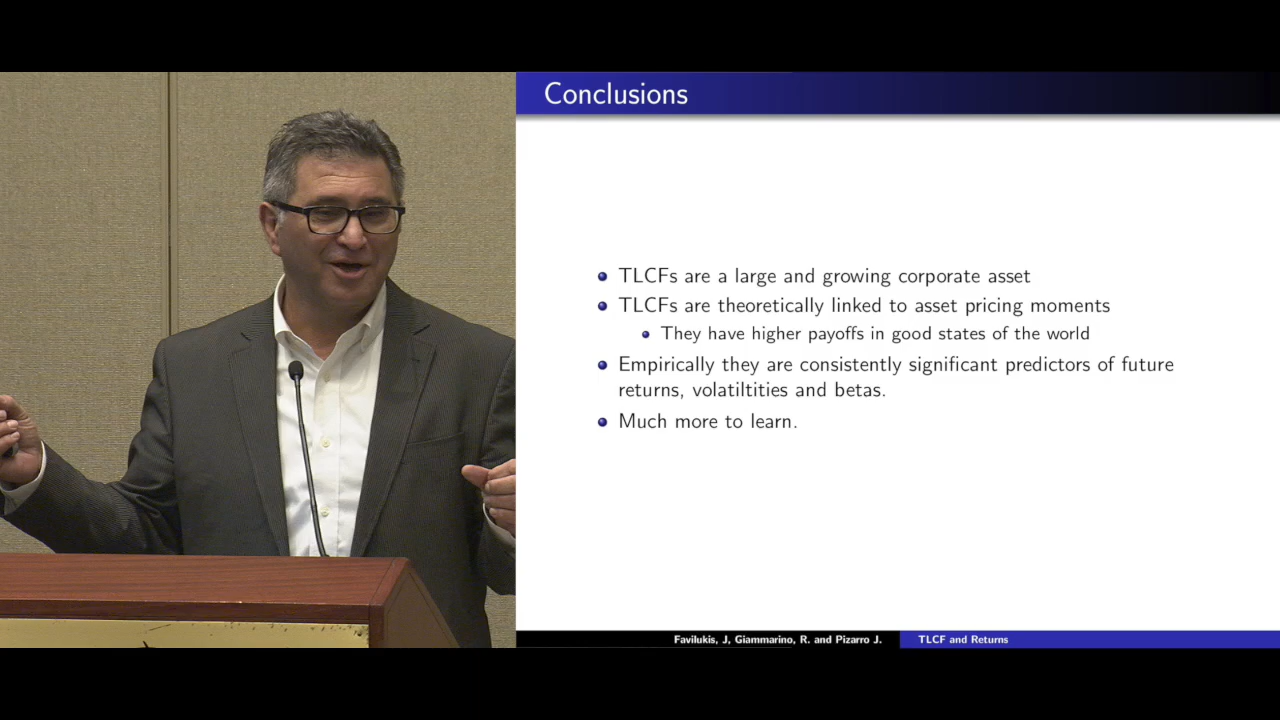 Conclusions
TLCFs are a large and growing corporate asset
TLCFs are theoretically linked to asset pricing moments
They have higher payoffs in good states of the world
Empirically they are consistently significant predictors of future
returns, volatiltities and betas.
Much more to learn.
Favilukis, J, Giammarino, R. and Pizarro J.
TLCF and Returns